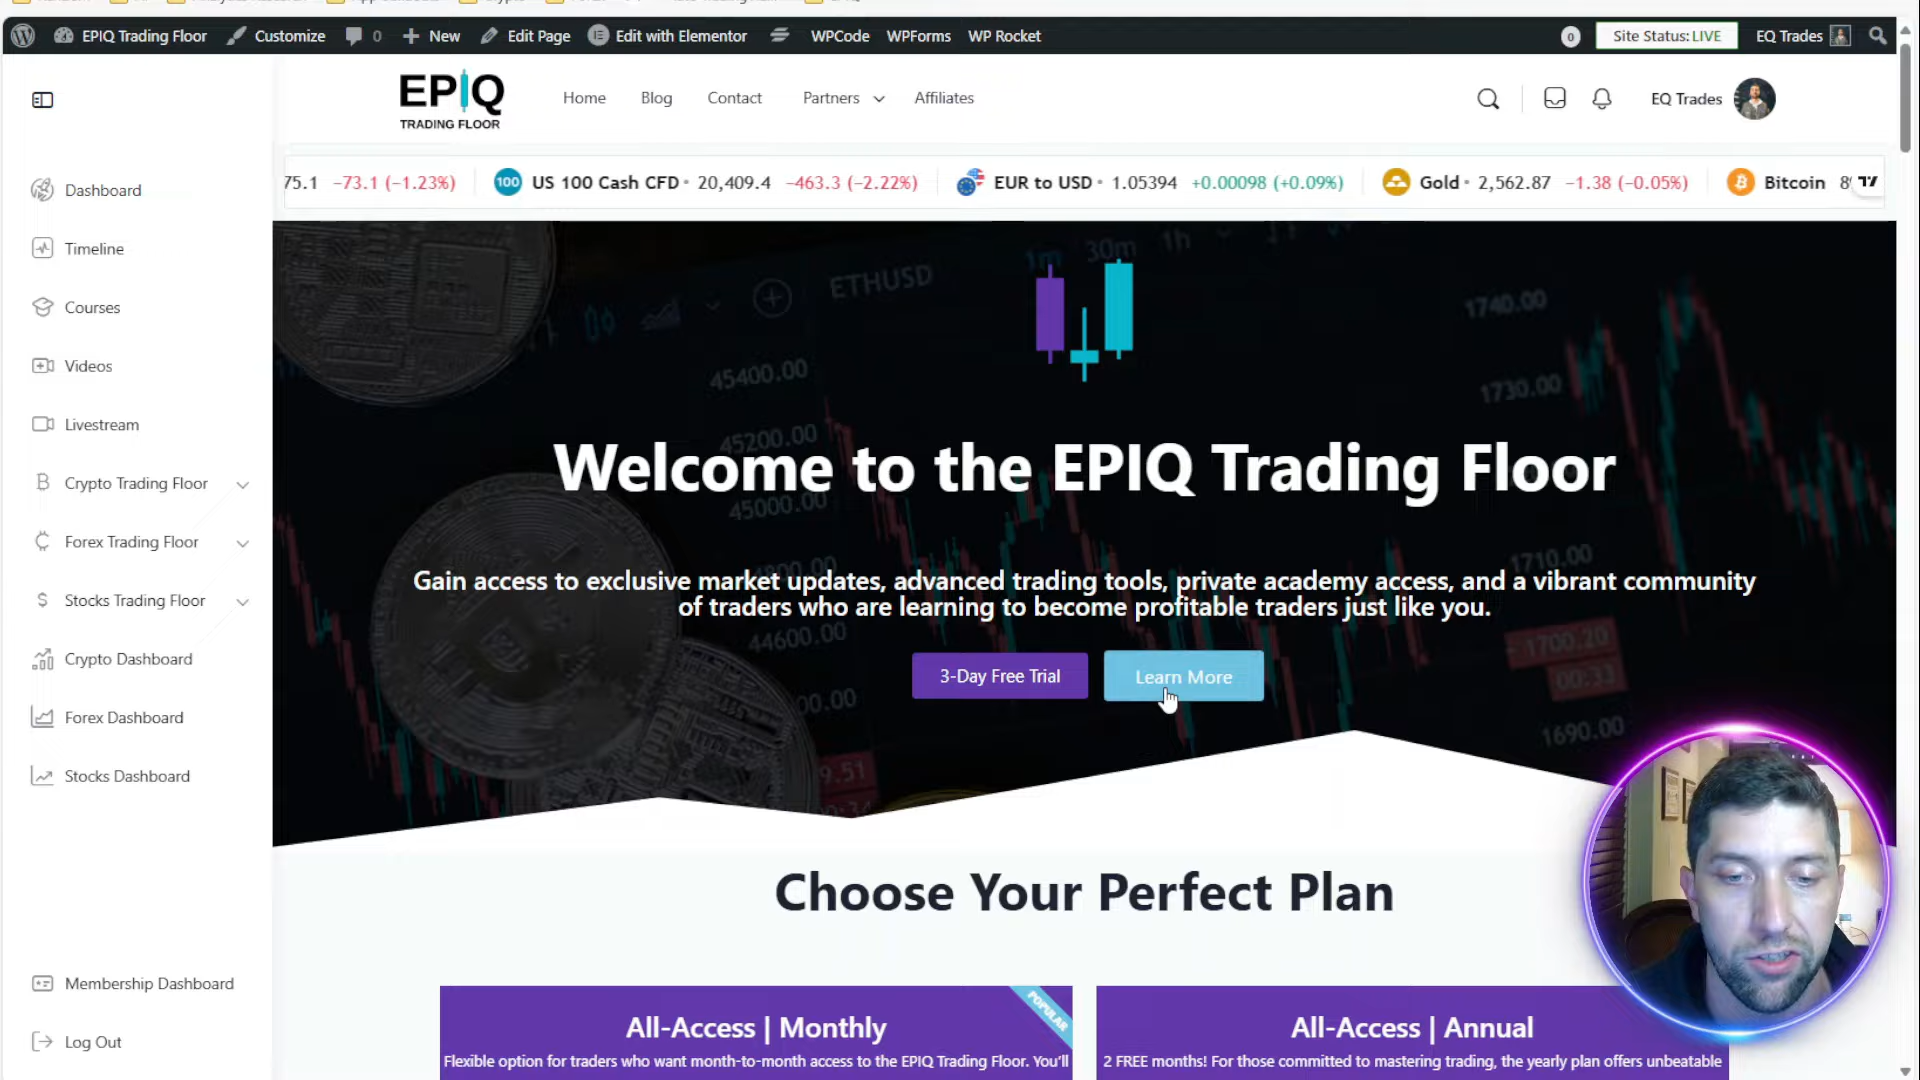 EPIQ Trading Floor
Customize
0
New
Edit Page
Edit with Elementor
WPCode
WPForms
WP Rocket
0
Site Status: LIVE
EQ Trades
EPIQ
TRADING FLOOR
Home
Blog
Contact
Partners
Affiliates
EQ Trades
75.1 −73.1 (−1.23%)
100 US 100 Cash CFD • 20,409.4 −463.3 (−2.22%)
EUR to USD • 1.05394 +0.00098 (+0.09%)
Gold • 2,562.87 −1.38 (−0.05%)
Bitcoin
Dashboard
Timeline
Courses
Videos
Livestream
Crypto Trading Floor
Forex Trading Floor
Stocks Trading Floor
Crypto Dashboard
Forex Dashboard
Stocks Dashboard
Membership Dashboard
Log Out
1m 30m 1h
ETHUSD
1740.00
45400.00
1730.00
45200.00
45000.00
1710.00
44600.00
1700.20
00:33
1690.00
Welcome to the EPIQ Trading Floor
Gain access to exclusive market updates, advanced trading tools, private academy access, and a vibrant community
of traders who are learning to become profitable traders just like you.
3-Day Free Trial
Learn More
Choose Your Perfect Plan
POPULAR
All-Access | Monthly
Flexible option for traders who want month-to-month access to the EPIQ Trading Floor. You'll
All-Access | Annual
2 FREE months! For those committed to mastering trading, the yearly plan offers unbeatable